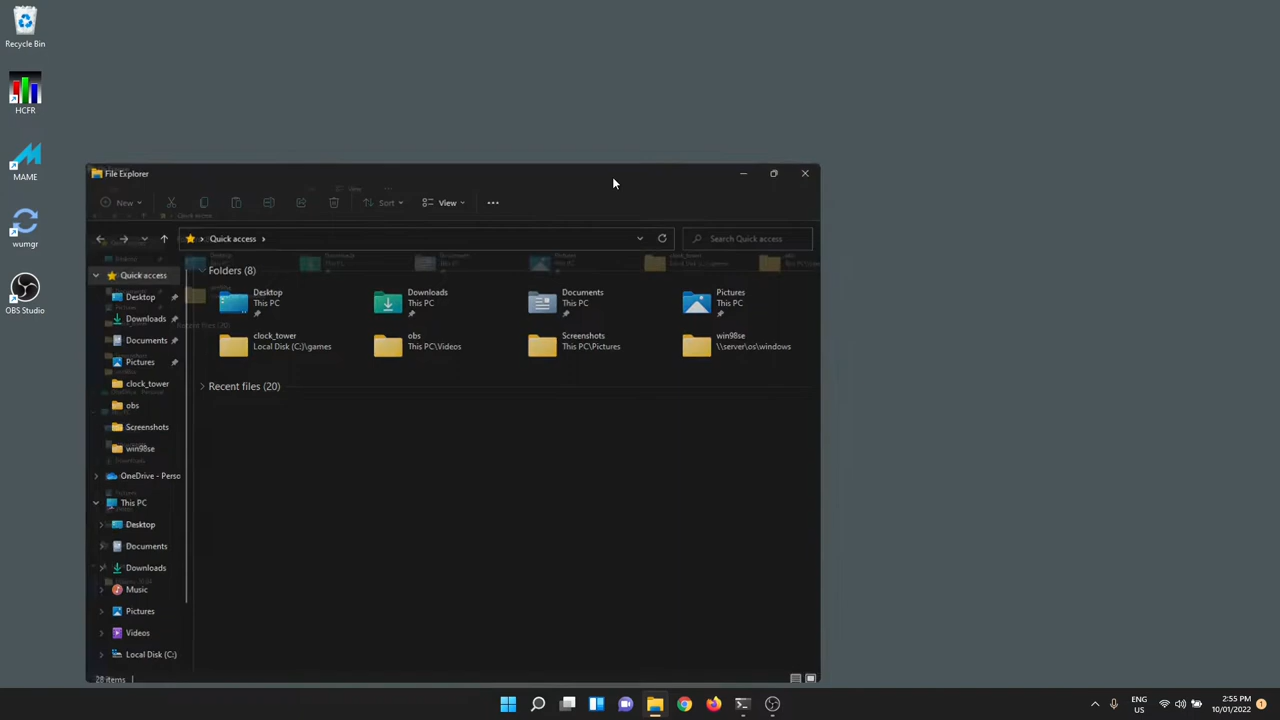 Recycle Bin
HCFR
MAME
wumgr
OBS Studio
File Explorer
New
Sort
View
Quick access
Search Quick access
Quick access
Desktop
Downloads
Documents
Pictures
clock_tower
obs
Screenshots
win98se
OneDrive - Perso
This PC
Desktop
Documents
Downloads
Music
Pictures
Videos
Local Disk (C:)
Folders (8)
Desktop
This PC
Downloads
This PC
Documents
This PC
Pictures
This PC
clock_tower
Local Disk (C:)\games
obs
This PC\Videos
Screenshots
This PC\Pictures
win98se
\\server\os\windows
Recent files (20)
28 items
ENG
US
2:55 PM
10/01/2022
1